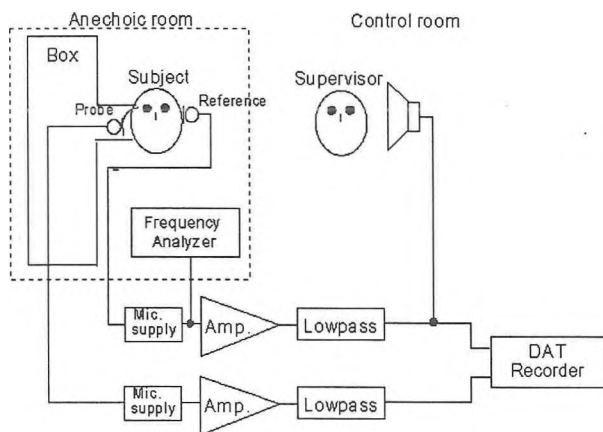 Anechoic room
Control room
Box
Subject
Supervisor
Probe
Reference
Frequency
Analyzer
Mic.
supply
Amp.
Lowpass
DAT
Recorder
Mic.
supply
Amp.
Lowpass